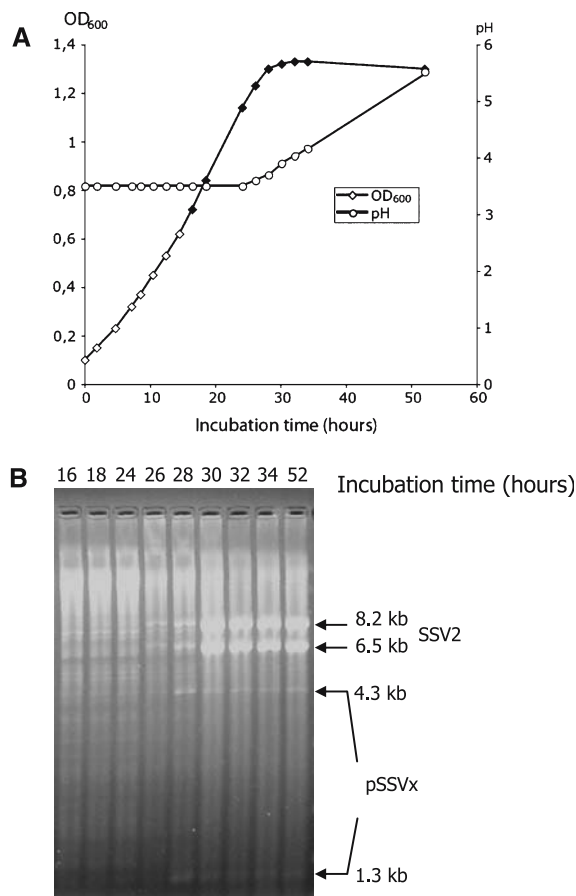 A
OD600
pH
1,4
1,2
1
0,8
0,6
0,4
0,2
0
6
5
4
3
2
1
0
OD600
pH
0 10 20 30 40 50 60
Incubation time (hours)
B
16 18 24 26 28 30 32 34 52 Incubation time (hours)
8.2 kb
SSV2
6.5 kb
4.3 kb
pSSVx
1.3 kb